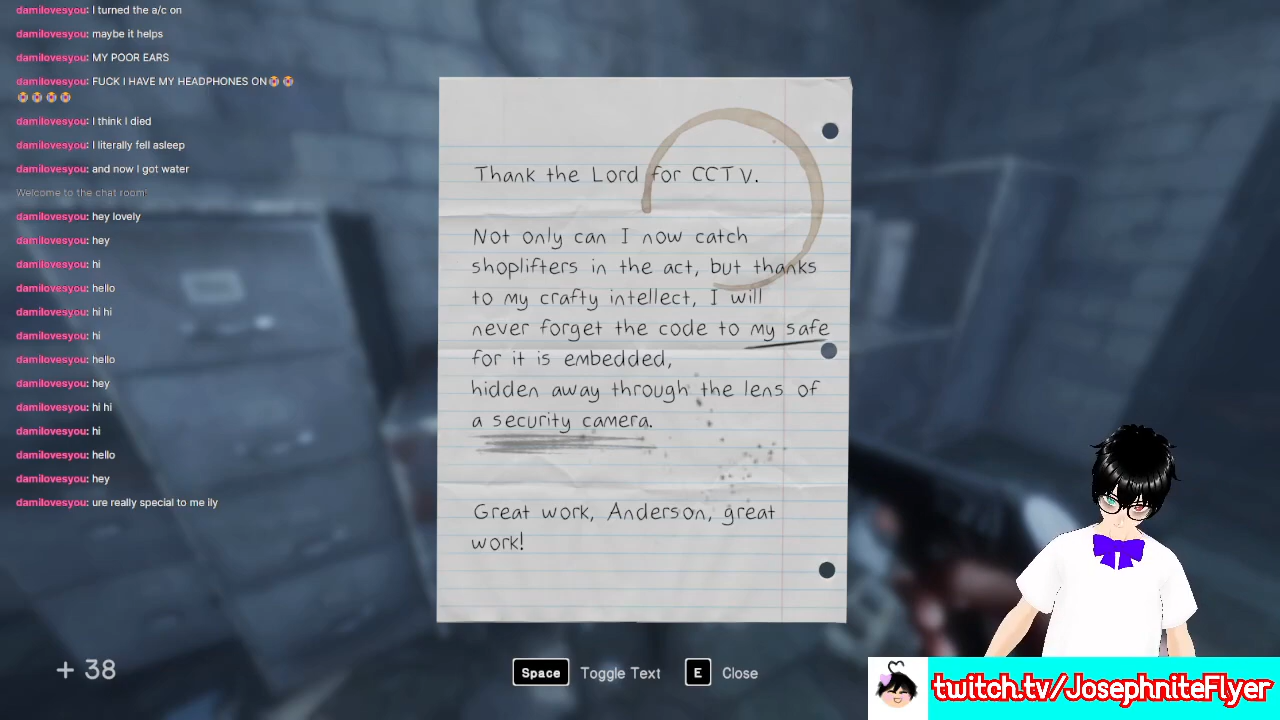 damilovesyou: I turned the a/c on
damilovesyou: maybe it helps
damilovesyou: MY POOR EARS
damilovesyou: FUCK I HAVE MY HEADPHONES ON
damilovesyou: I think I died
damilovesyou: I literally fell asleep
damilovesyou: and now I got water
Welcome to the chat room!
damilovesyou: hey lovely
damilovesyou: hey
damilovesyou: hi
damilovesyou: hello
damilovesyou: hi hi
damilovesyou: hi
damilovesyou: hello
damilovesyou: hey
damilovesyou: hi hi
damilovesyou: hi
damilovesyou: hello
damilovesyou: hey
damilovesyou: ure really special to me ily
Thank the Lord for CCTV.
Not only can I now catch
shoplifters in the act, but thanks
to my crafty intellect, I will
never forget the code to my safe
for it is embedded,
hidden away through the lens of
a security camera.
Great work, Anderson, great
work!
+ 38
Space Toggle Text E Close
twitch.tv/JosephniteFlyer